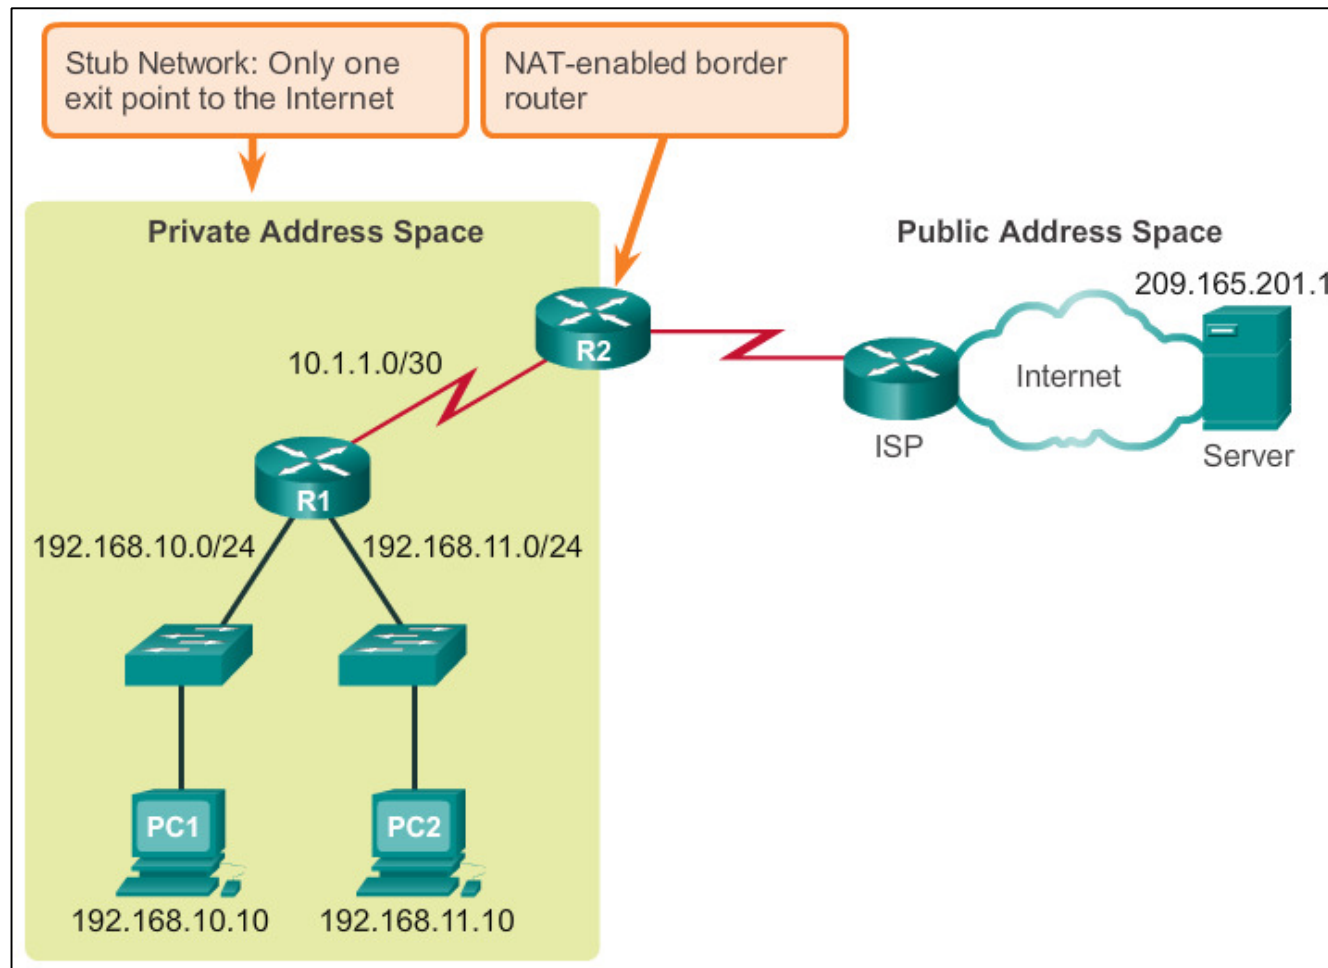 Stub Network: Only one
exit point to the Internet
NAT-enabled border
router
Private Address Space
Public Address Space
209.165.201.1
R2
10.1.1.0/30
Internet
ISP
Server
R1
192.168.10.0/24
192.168.11.0/24
PC1
PC2
192.168.10.10
192.168.11.10